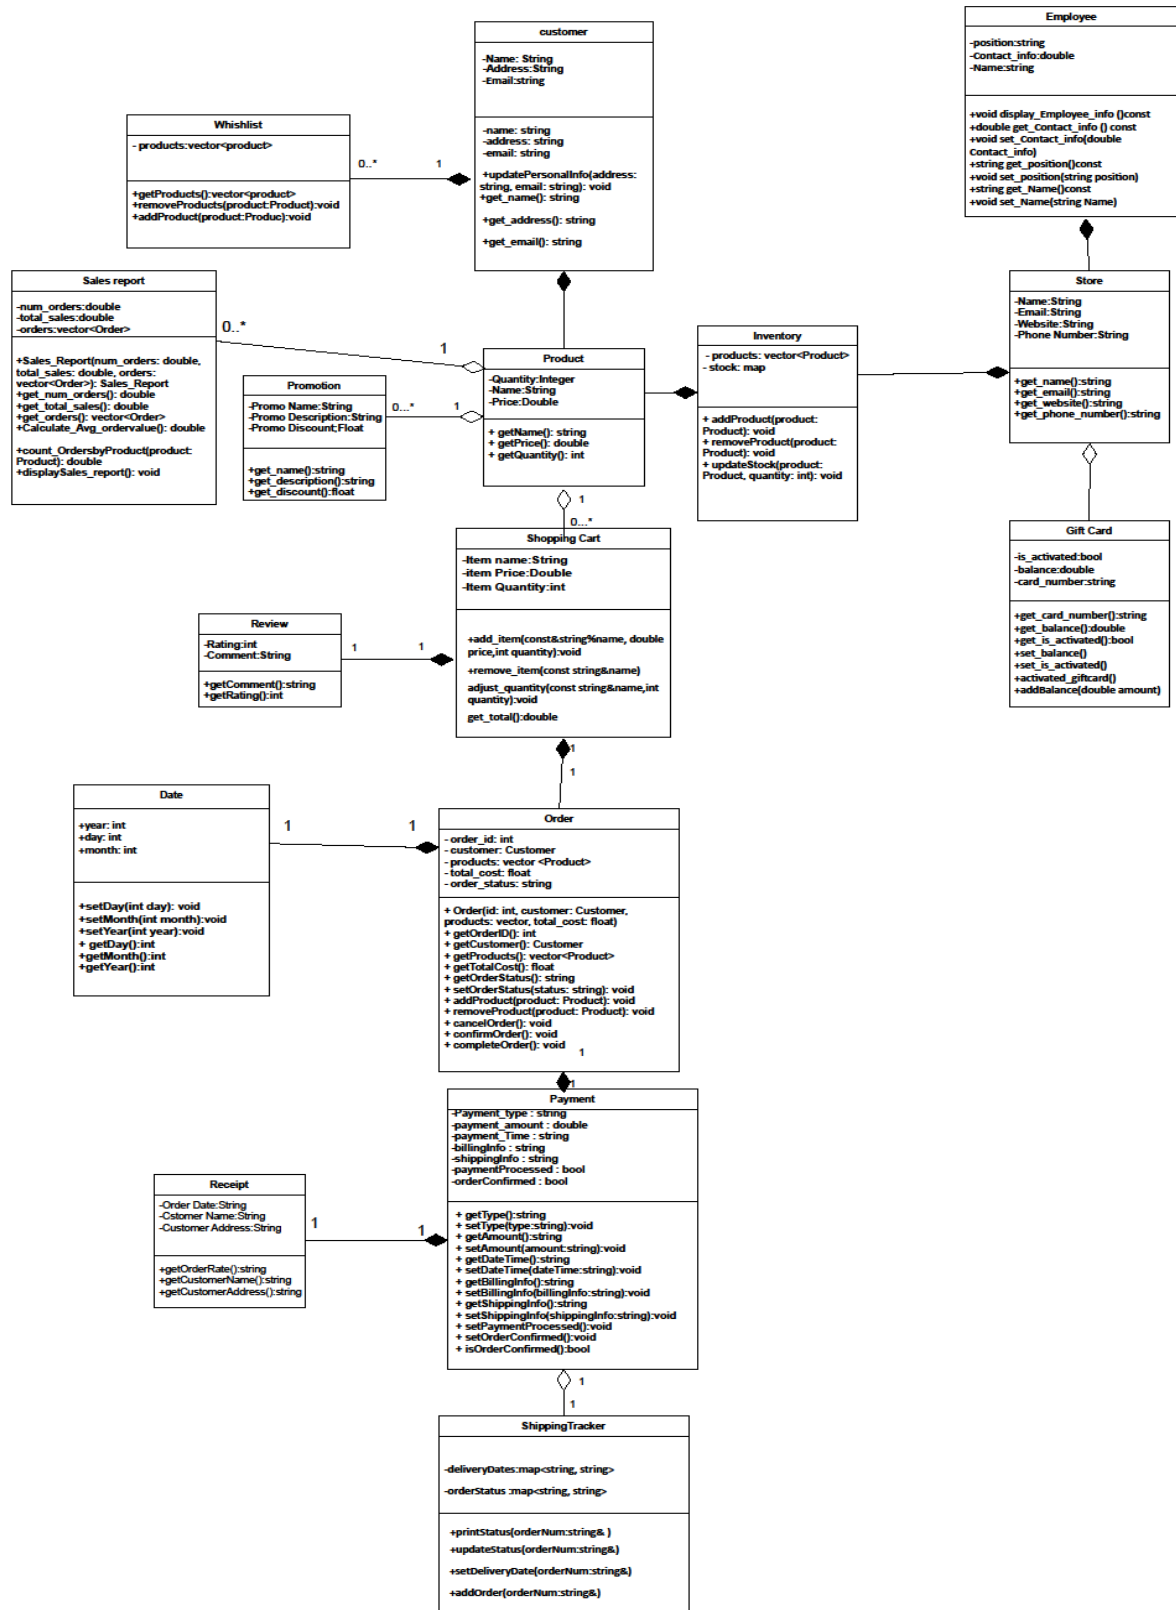 customer
-Name: String
-Address:String
-Email:string
-name: string
-address: string
-email: string
+updatePersonalInfo(address:
string, email: string): void
+get_name(): string
+get_address(): string
+get_email(): string
Employee
-position:string
-Contact_info:double
-Name:string
+void display_Employee_info ()const
+double get_Contact_info () const
+void set_Contact_info(double
Contact_info)
+string get_position()const
+void set_position(string position)
+string get_Name()const
+void set_Name(string Name)
Whishlist
- products:vector<product>
+getProducts():vector<product>
+removeProducts(product:Product):void
+addProduct(product:Produc):void
0..*
1
Sales report
-num_orders:double
-total_sales:double
-orders:vector<Order>
+Sales_Report(num_orders: double,
total_sales: double, orders:
vector<Order>): Sales_Report
+get_num_orders(): double
+get_total_sales(): double
+get_orders(): vector<Order>
+Calculate_Avg_ordervalue(): double
+count_OrdersbyProduct(product:
Product): double
+displaySales_report(): void
0..*
1
Promotion
-Promo Name:String
-Promo Description:String
-Promo Discount;Float
+get_name():string
+get_description():string
+get_discount():float
0...*
1
Product
-Quantity:Integer
-Name:String
-Price:Double
+ getName(): string
+ getPrice(): double
+ getQuantity(): int
Inventory
- products: vector<Product>
- stock: map
+ addProduct(product:
Product): void
+ removeProduct(product:
Product): void
+ updateStock(product:
Product, quantity: int): void
Store
-Name:String
-Email:String
-Website:String
-Phone Number:String
+get_name():string
+get_email():string
+get_website():string
+get_phone_number():string
1
0...*
Shopping Cart
-Item name:String
-item Price:Double
-Item Quantity:int
+add_item(const&string%name, double
price,int quantity):void
+remove_item(const string&name)
adjust_quantity(const string&name,int
quantity):void
get_total():double
Gift Card
-is_activated:bool
-balance:double
-card_number:string
+get_card_number():string
+get_balance():double
+get_is_activated():bool
+set_balance()
+set_is_activated()
+activated_giftcard()
+addBalance(double amount)
Review
-Rating:int
-Comment:String
+getComment():string
+getRating():int
1
1
1
1
Date
+year: int
+day: int
+month: int
+setDay(int day): void
+setMonth(int month):void
+setYear(int year):void
+ getDay():int
+getMonth():int
+getYear():int
1
1
Order
- order_id: int
- customer: Customer
- products: vector <Product>
- total_cost: float
- order_status: string
+ Order(id: int, customer: Customer,
products: vector, total_cost: float)
+ getOrderID(): int
+ getCustomer(): Customer
+ getProducts(): vector<Product>
+ getTotalCost(): float
+ getOrderStatus(): string
+ setOrderStatus(status: string): void
+ addProduct(product: Product): void
+ removeProduct(product: Product): void
+ cancelOrder(): void
+ confirmOrder(): void
+ completeOrder(): void
1
1
Payment
-Payment_type : string
-payment_amount : double
-payment_Time : string
-billingInfo : string
-shippingInfo : string
-paymentProcessed : bool
-orderConfirmed : bool
+ getType():string
+ setType(type:string):void
+ getAmount():string
+ setAmount(amount:string):void
+ getDateTime():string
+ setDateTime(dateTime:string):void
+ getBillingInfo():string
+ setBillingInfo(billingInfo:string):void
+ getShippingInfo():string
+ setShippingInfo(shippingInfo:string):void
+ setPaymentProcessed():void
+ setOrderConfirmed():void
+ isOrderConfirmed():bool
Receipt
-Order Date:String
-Cstomer Name:String
-Customer Address:String
+getOrderRate():string
+getCustomerName():string
+getCustomerAddress():string
1
1
1
1
ShippingTracker
-deliveryDates:map<string, string>
-orderStatus :map<string, string>
+printStatus(orderNum:string& )
+updateStatus(orderNum:string&)
+setDeliveryDate(orderNum:string&)
+addOrder(orderNum:string&)